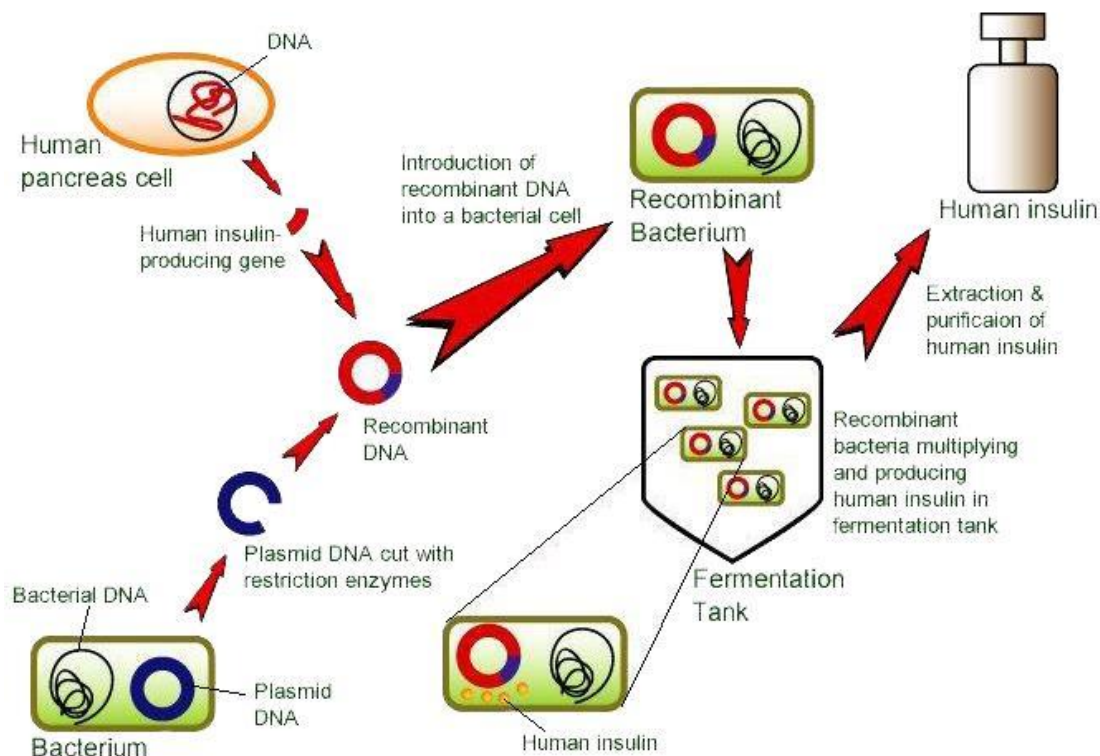 DNA
Human
pancreas cell
Human insulin-
producing gene
Introduction of
recombinant DNA
into a bacterial cell
Recombinant
Bacterium
Human insulin
Extraction &
purificaion of
human insulin
Recombinant
DNA
Recombinant
bacteria multiplying
and producing
human insulin in
fermentation tank
Plasmid DNA cut with
restriction enzymes
Fermentation
Tank
Bacterial DNA
Plasmid
DNA
Bacterium
Human insulin